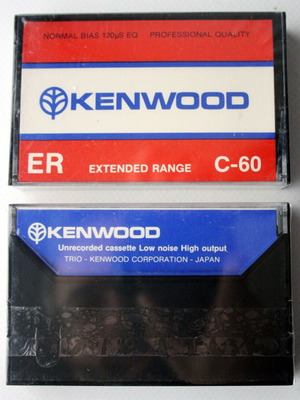 NORMAL BIAS 120µS EQ PROFESSIONAL QUALITY
KENWOOD
ER EXTENDED RANGE C-60
KENWOOD
Unrecorded cassette Low noise High output
TRIO - KENWOOD CORPORATION - JAPAN